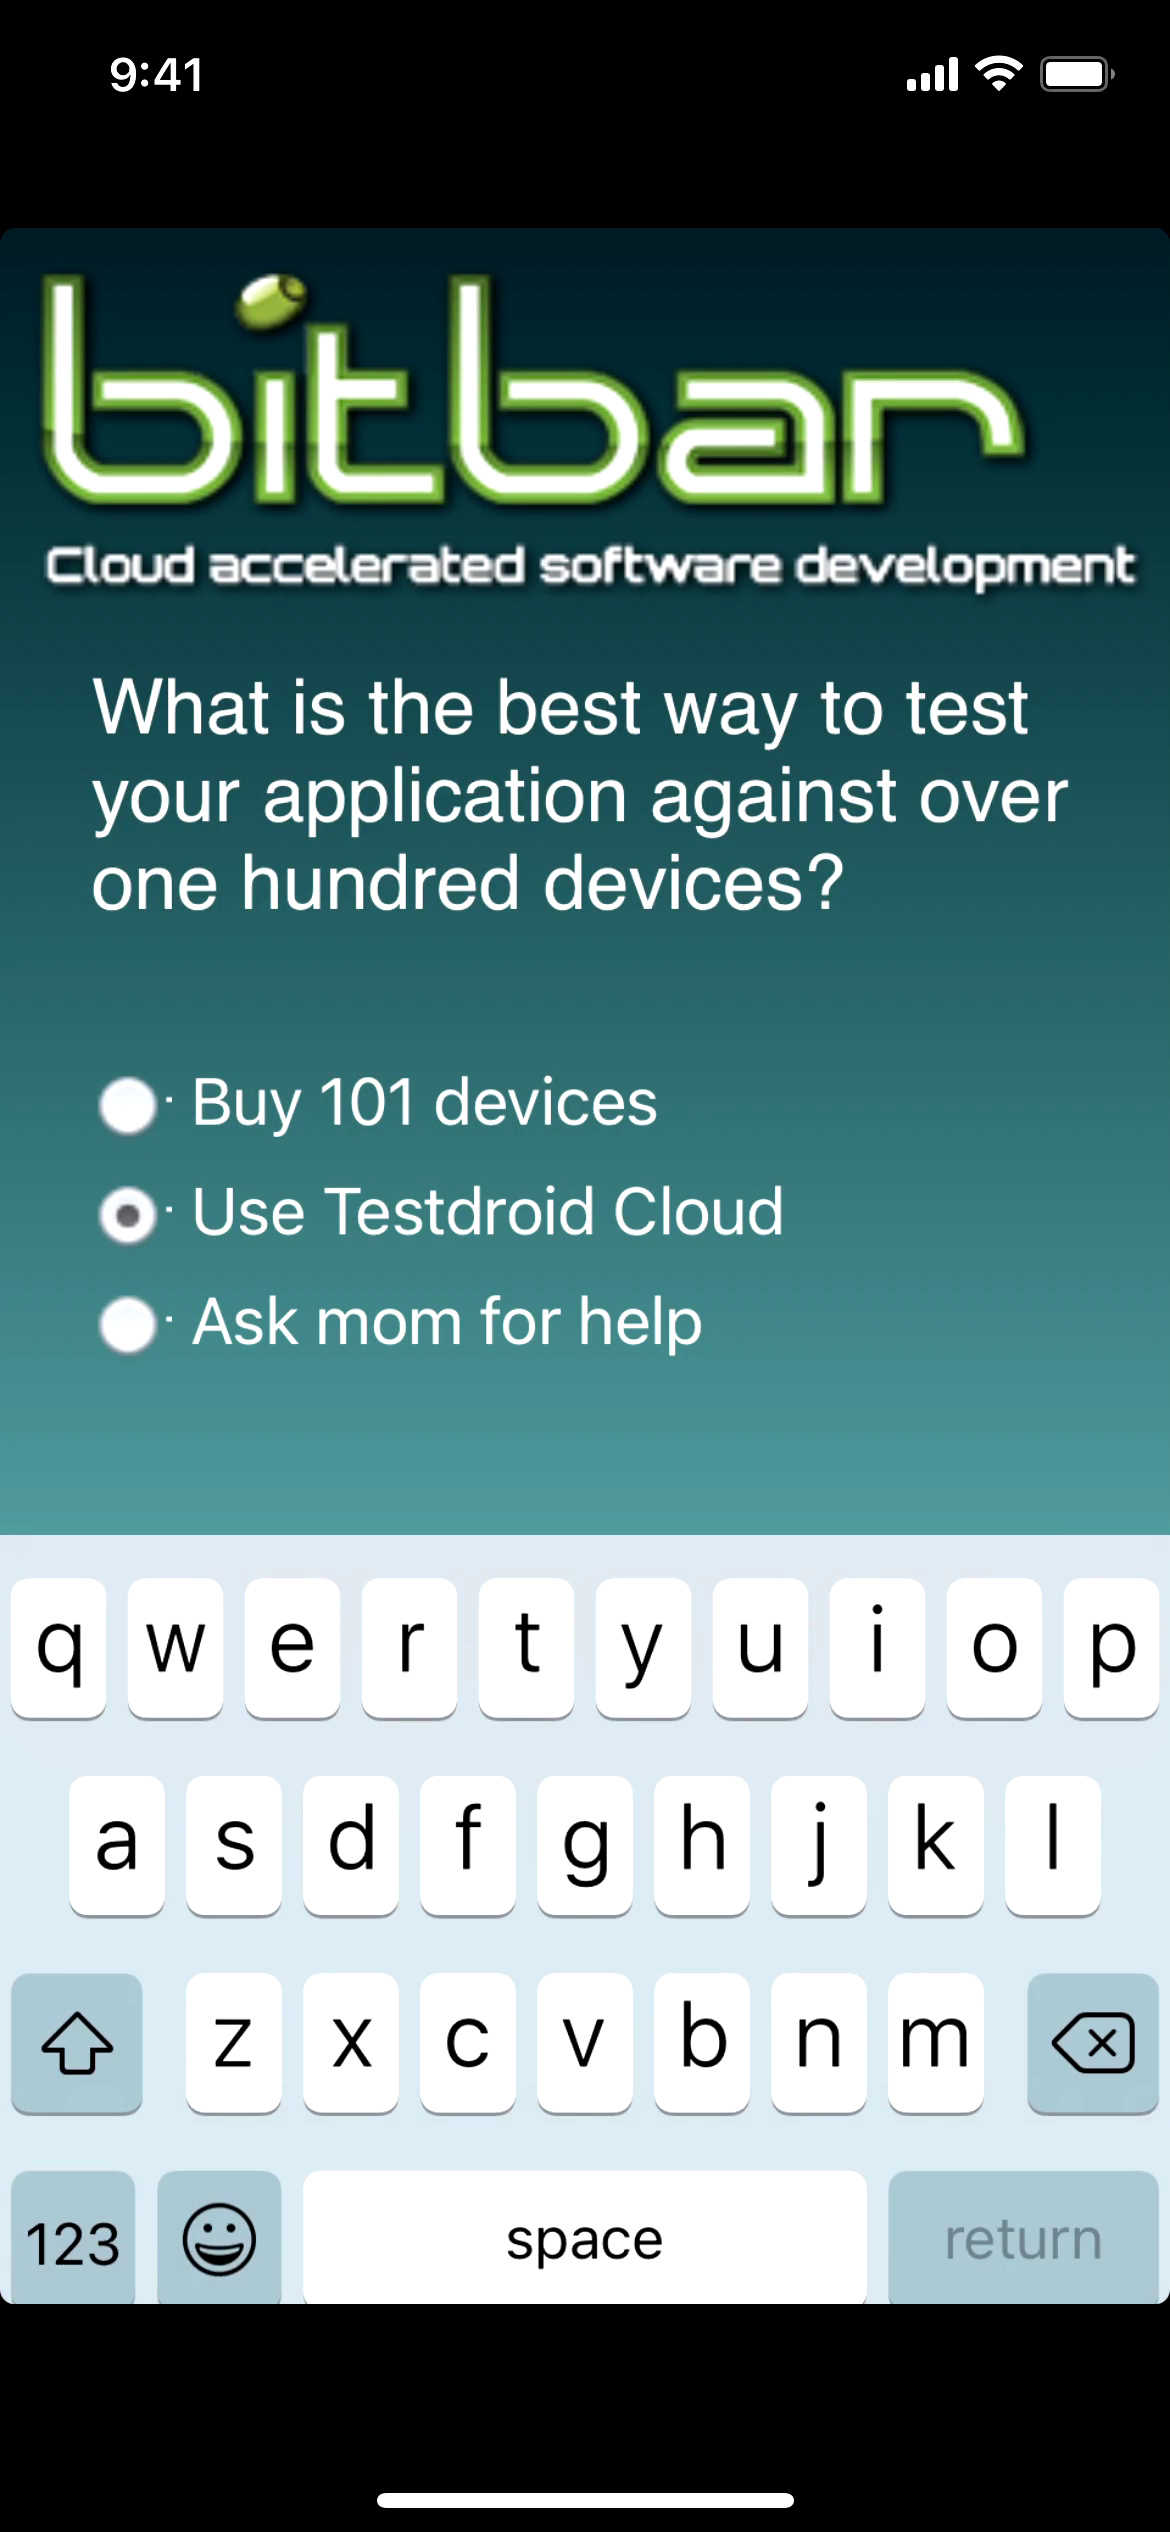 9:41
bitbar
Cloud accelerated software development
What is the best way to test
your application against over
one hundred devices?
Buy 101 devices
Use Testdroid Cloud
Ask mom for help
q w e r t y u i o p
a s d f g h j k l
z x c v b n m
123 space return